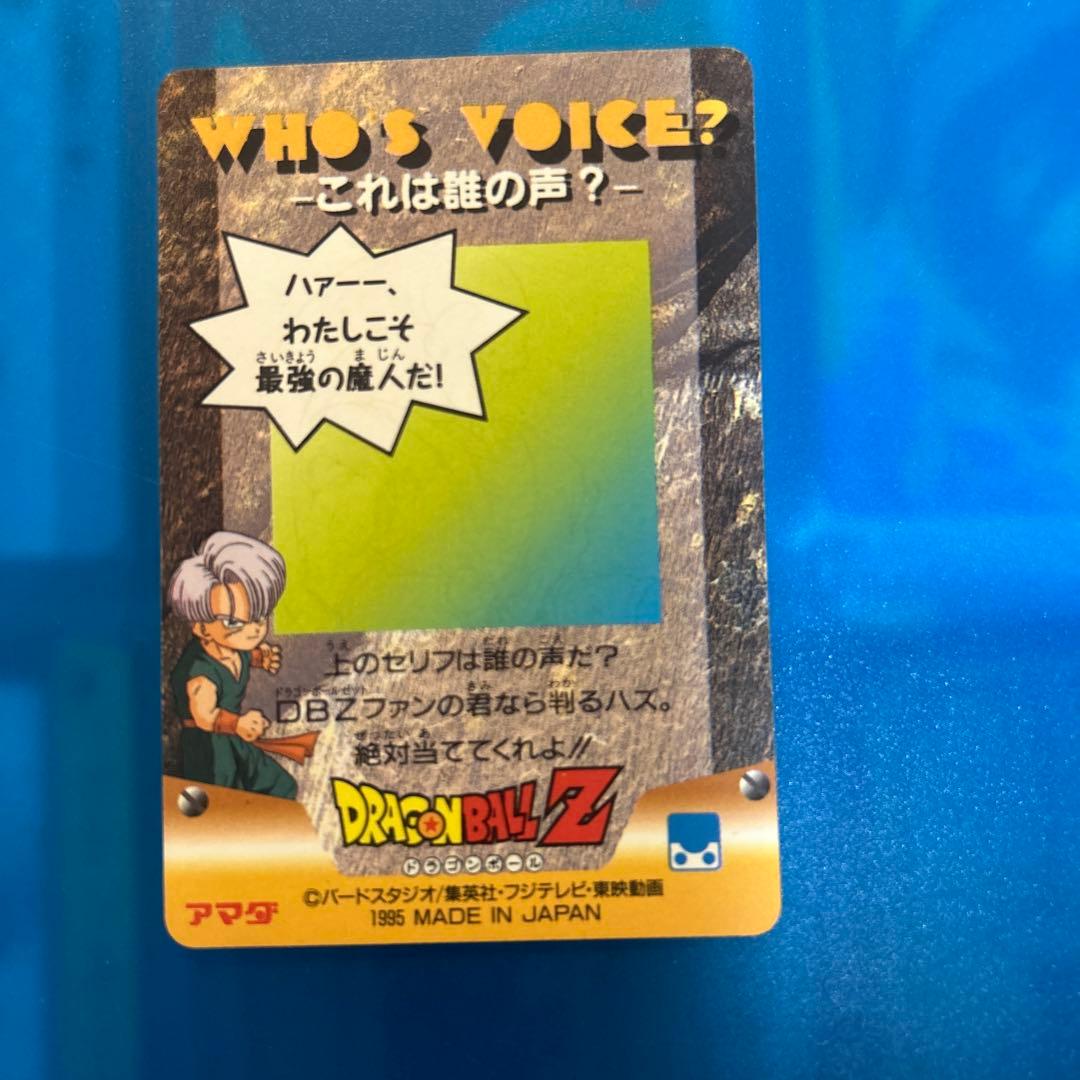 WHO'S VOICE?
－これは誰の声？－
ハァーー、
わたしこそ
さいきょう ま じん
最強の魔人だ！
うえ だれ こえ
上のセリフは誰の声だ？
ドラゴンボールゼット きみ わか
DBZファンの君なら判るハズ。
ぜったい あ
絶対当ててくれよ!!
DRAGONBALL Z
ドラゴンボール
©バードスタジオ/集英社・フジテレビ・東映動画
アマダ
1995 MADE IN JAPAN